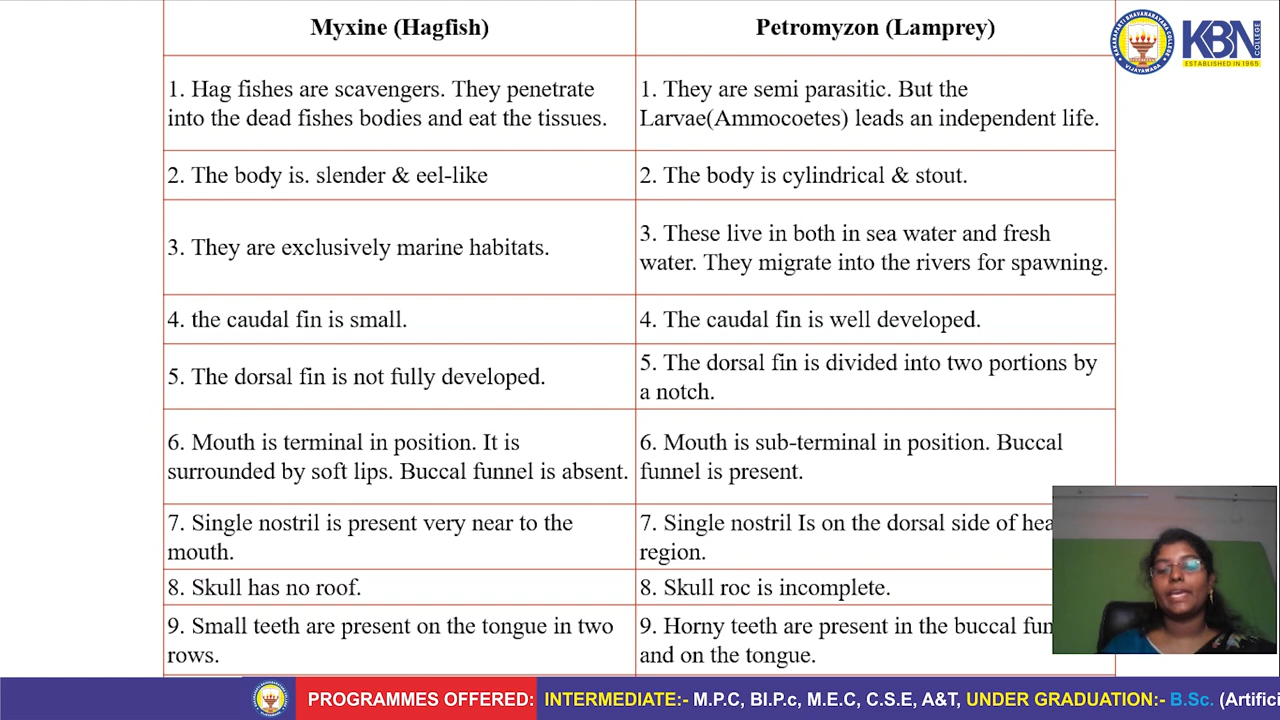 Myxine (Hagfish)
Petromyzon (Lamprey)
1. Hag fishes are scavengers. They penetrate
into the dead fishes bodies and eat the tissues.
1. They are semi parasitic. But the
Larvae(Ammocoetes) leads an independent life.
2. The body is. slender & eel-like
2. The body is cylindrical & stout.
3. They are exclusively marine habitats.
3. These live in both in sea water and fresh
water. They migrate into the rivers for spawning.
4. the caudal fin is small.
4. The caudal fin is well developed.
5. The dorsal fin is not fully developed.
5. The dorsal fin is divided into two portions by
a notch.
6. Mouth is terminal in position. It is
surrounded by soft lips. Buccal funnel is absent.
6. Mouth is sub-terminal in position. Buccal
funnel is present.
7. Single nostril is present very near to the
mouth.
7. Single nostril Is on the dorsal side of hea
region.
8. Skull has no roof.
8. Skull roc is incomplete.
9. Small teeth are present on the tongue in two
rows.
9. Horny teeth are present in the buccal fun
and on the tongue.
KBN
COLLEGE
ESTABLISHED IN 1965
VIJAYAWADA
PROGRAMMES OFFERED: INTERMEDIATE:- M.P.C, BI.P.c, M.E.C, C.S.E, A&T, UNDER GRADUATION:- B.Sc. (Artifici